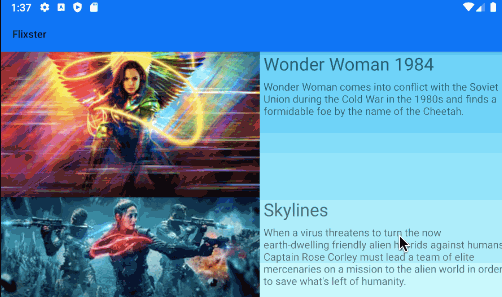 1:37
Flixster
Wonder Woman 1984
Wonder Woman comes into conflict with the Soviet
Union during the Cold War in the 1980s and finds a
formidable foe by the name of the Cheetah.
Skylines
When a virus threatens to turn the now
earth-dwelling friendly alien hybrids against humans
Captain Rose Corley must lead a team of elite
mercenaries on a mission to the alien world in order
to save what's left of humanity.